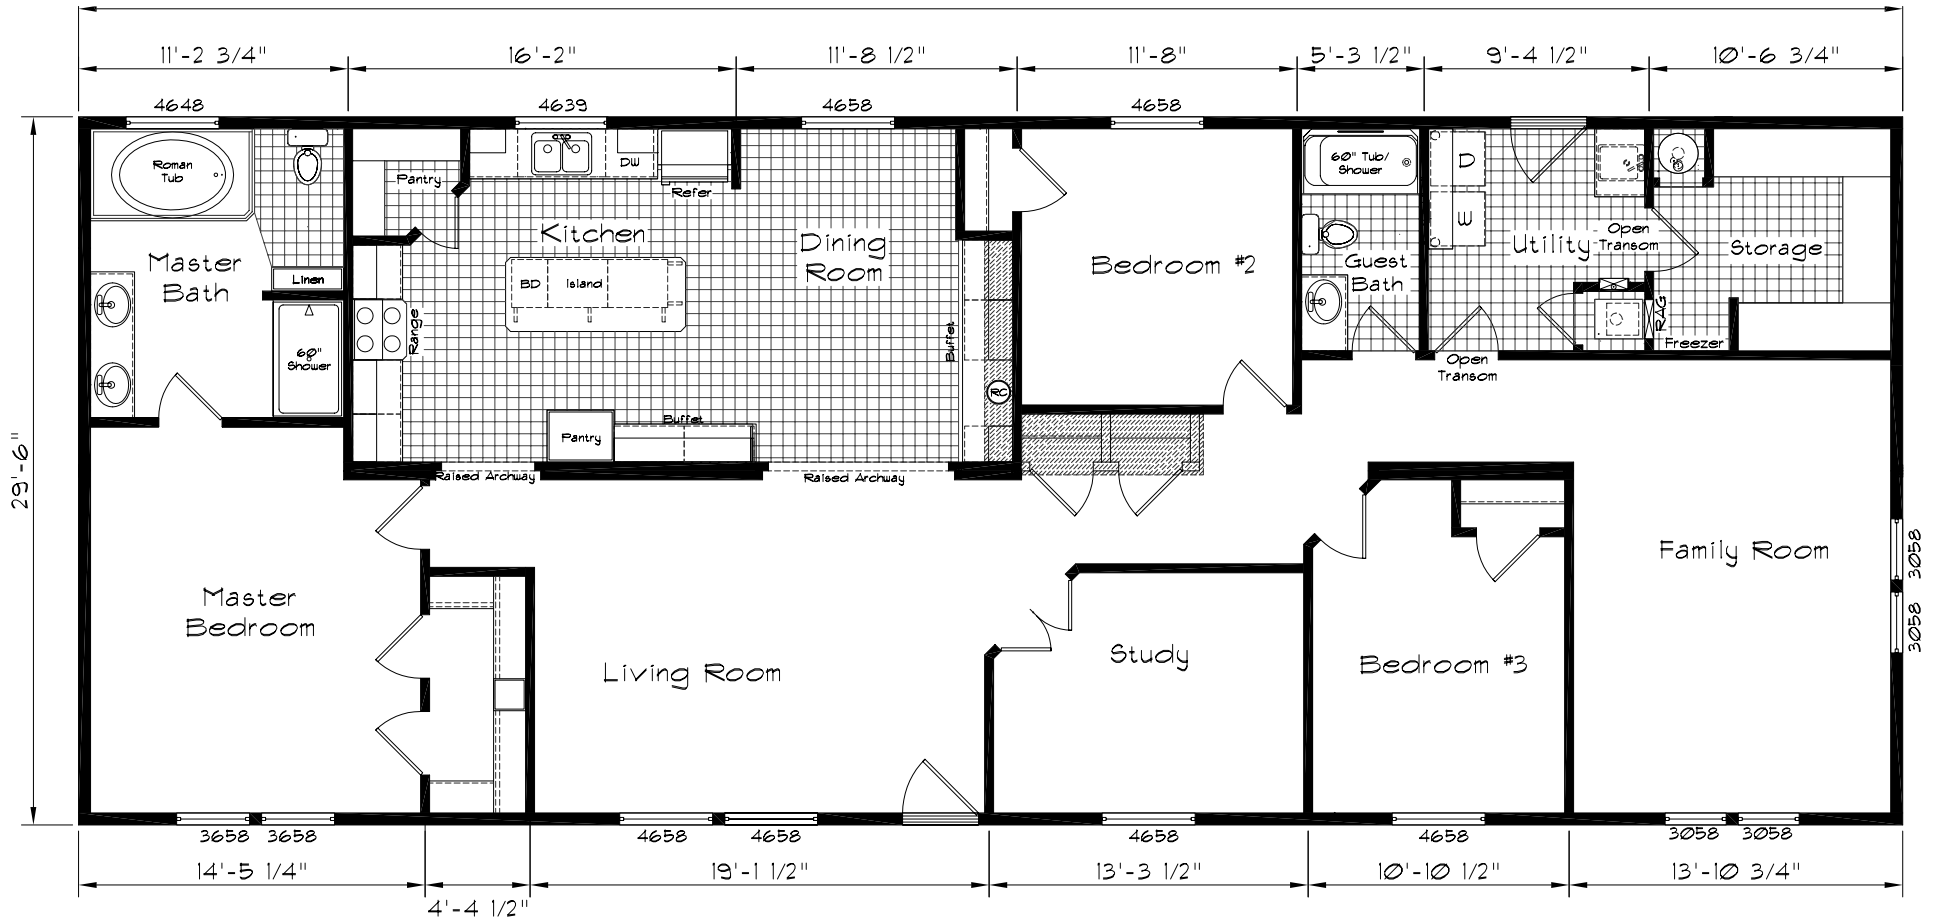 11'-2 3/4"
16'-2"
11'-8 1/2"
11'-8"
5'-3 1/2"
9'-4 1/2"
10'-6 3/4"
4648
4639
4658
4658
Roman
Tub
Pantry
DW
Refer
60" Tub/
Shower
D
W
Kitchen
Dining
Room
Master
Bath
Linen
BD
Island
Bedroom #2
Guest
Bath
Utility
Open
Transom
Storage
60"
Shower
Range
Buffet
RAG
Freezer
Open
Transom
RC
Pantry
Buffet
Raised Archway
Raised Archway
29'-6"
Master
Bedroom
Living Room
Study
Bedroom #3
Family Room
3058
3058
3658
3658
4658
4658
4658
4658
3058
3058
14'-5 1/4"
4'-4 1/2"
19'-1 1/2"
13'-3 1/2"
10'-10 1/2"
13'-10 3/4"